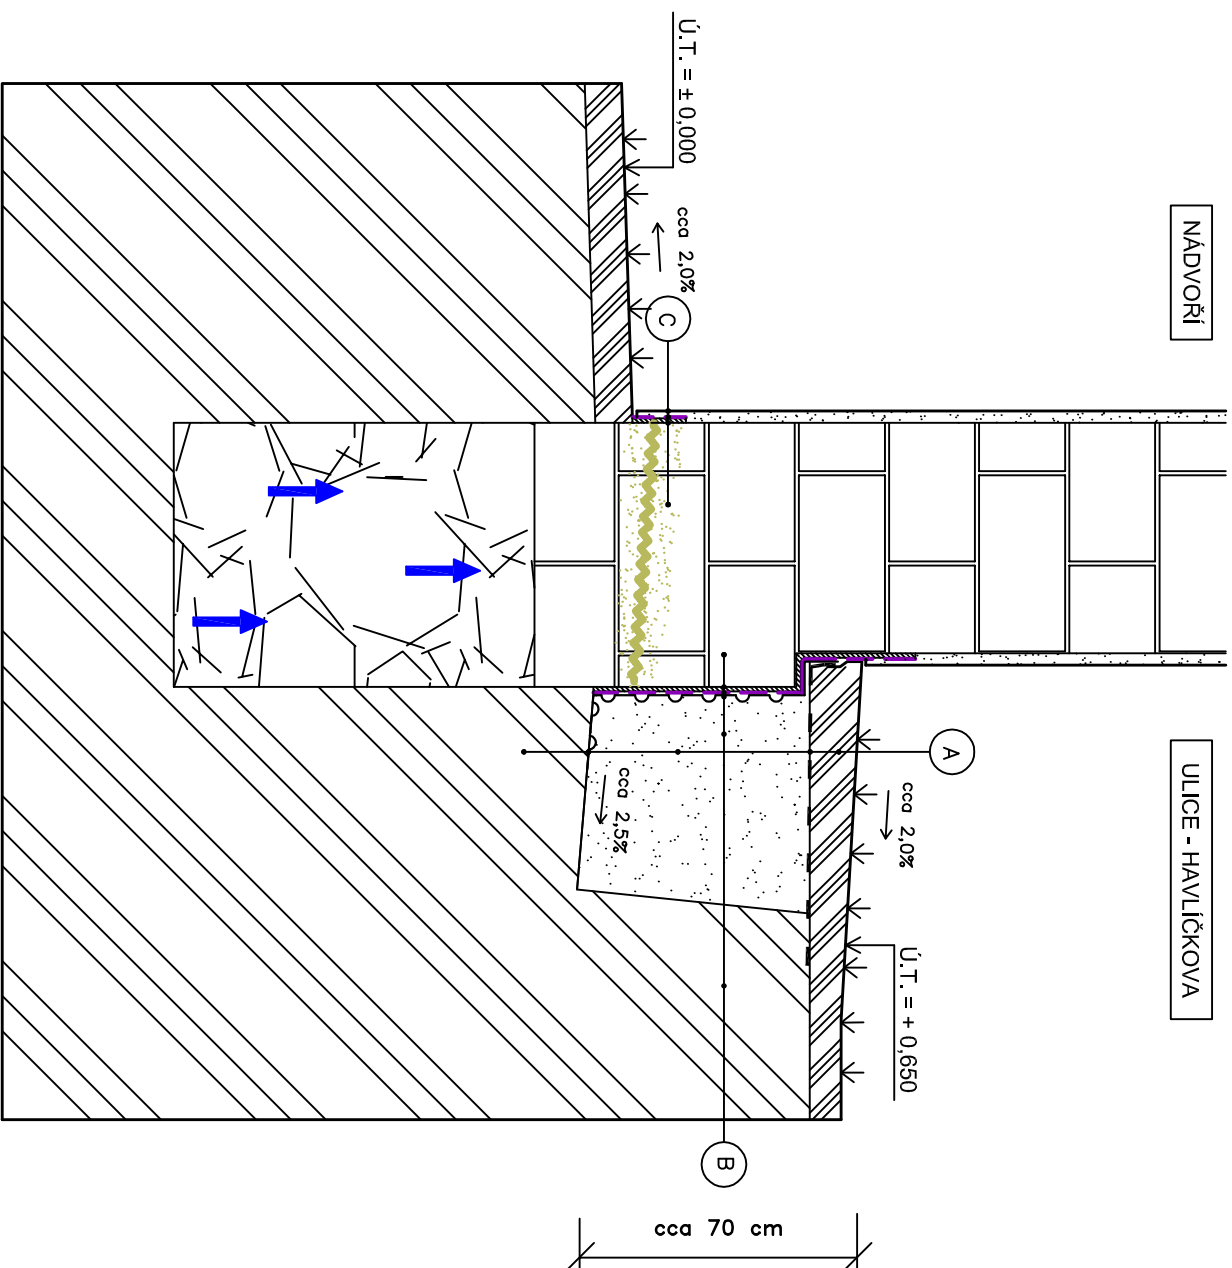 NÁDVOŘÍ
ULICE - HAVLÍČKOVA
Ú.T. = ± 0,000
cca 2,0%
C
A
cca 2,0%
cca 2,5%
Ú.T. = + 0,650
B
cca 70 cm